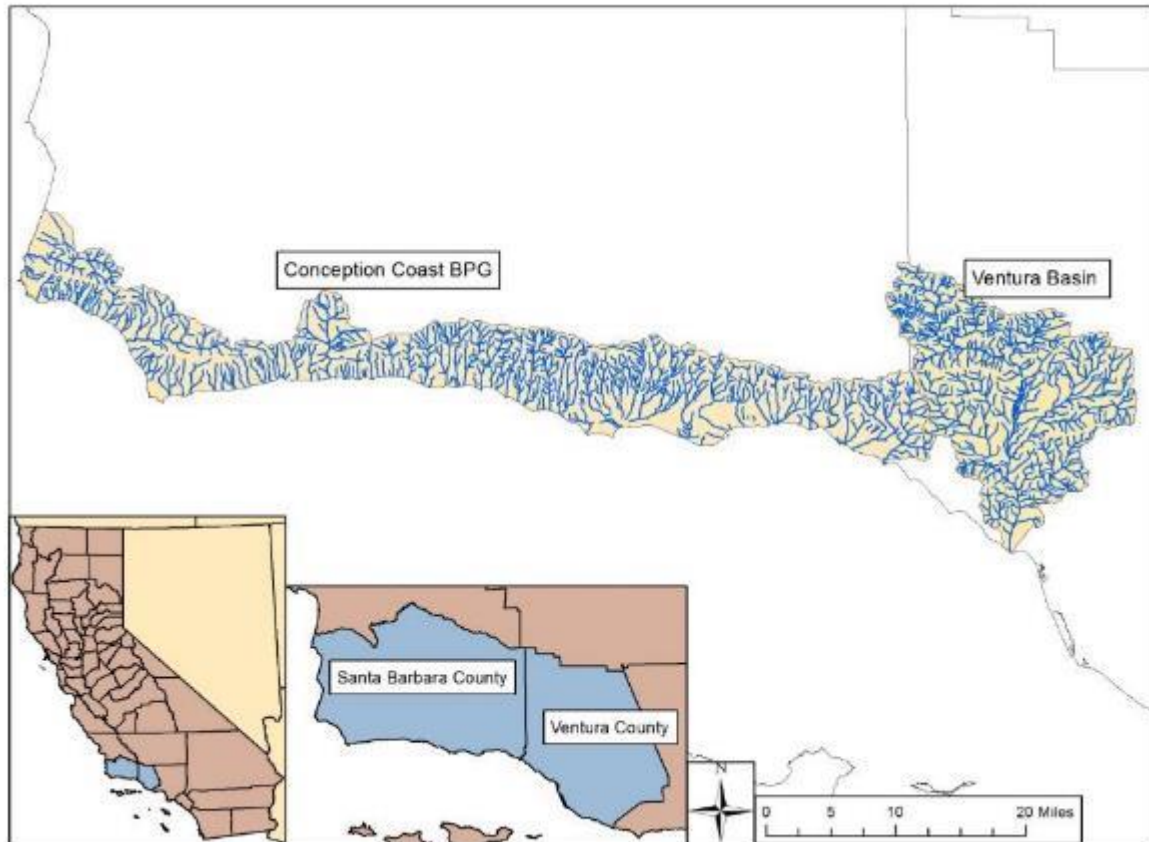 Conception Coast BPG
Ventura Basin
Santa Barbara County
Ventura County
N
0 5 10 20 Miles